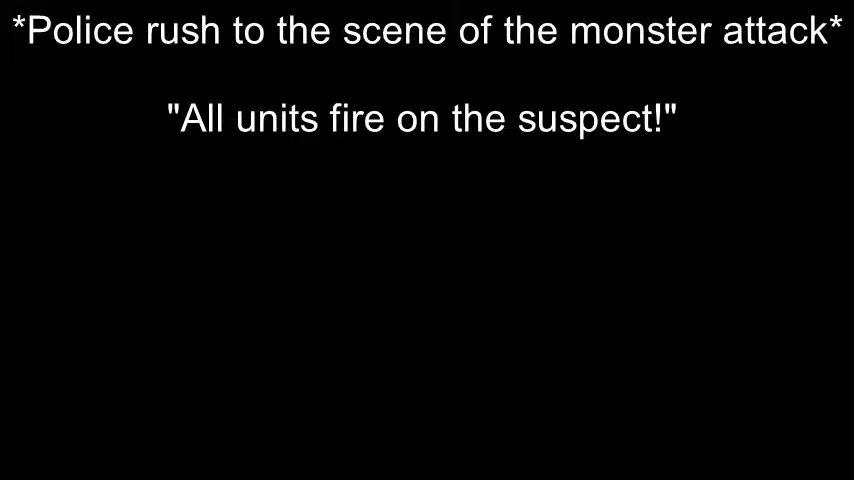 *Police rush to the scene of the monster attack*
"All units fire on the suspect!"